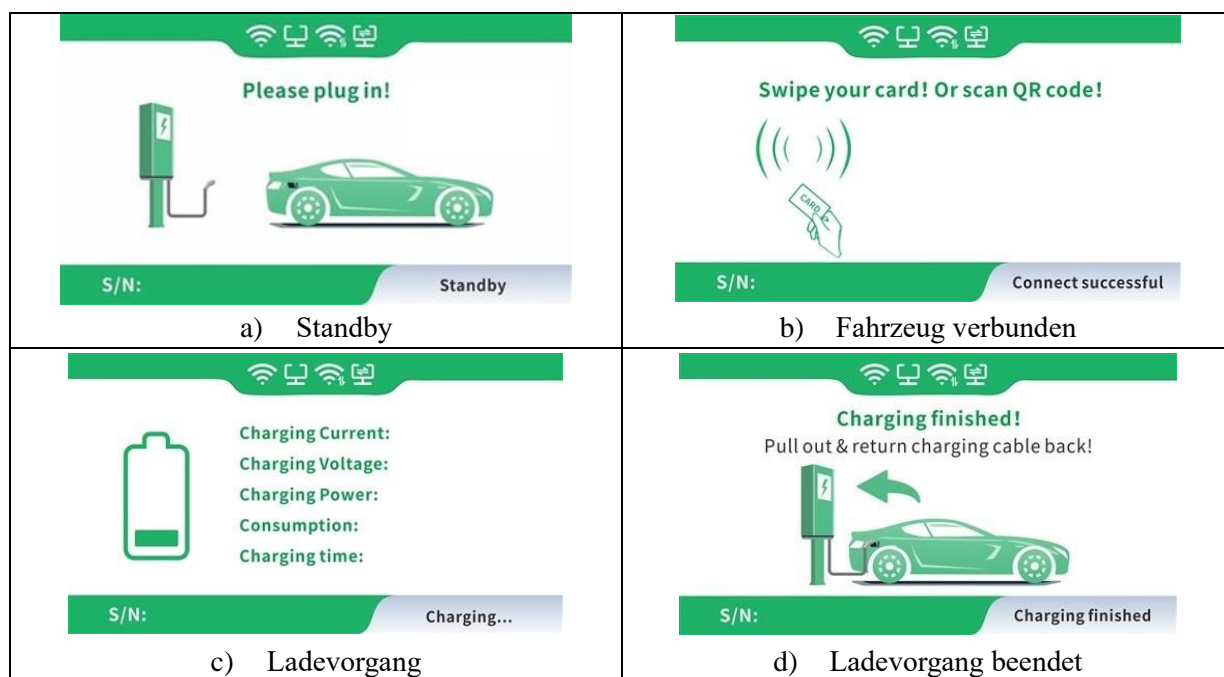 Please plug in!
S/N:
Standby
a) Standby
Swipe your card! Or scan QR code!
CARD
S/N:
Connect successful
b) Fahrzeug verbunden
Charging Current:
Charging Voltage:
Charging Power:
Consumption:
Charging time:
S/N:
Charging...
c) Ladevorgang
Charging finished!
Pull out & return charging cable back!
S/N:
Charging finished
d) Ladevorgang beendet